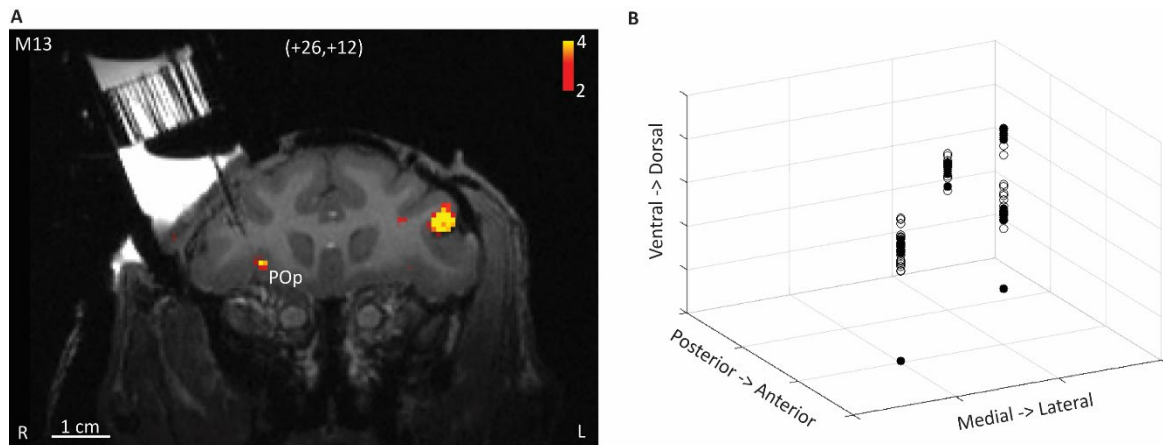 A
M13
(+26,+12)
4
2
POp
1 cm
R
L
B
Ventral -> Dorsal
Posterior -> Anterior
Medial -> Lateral